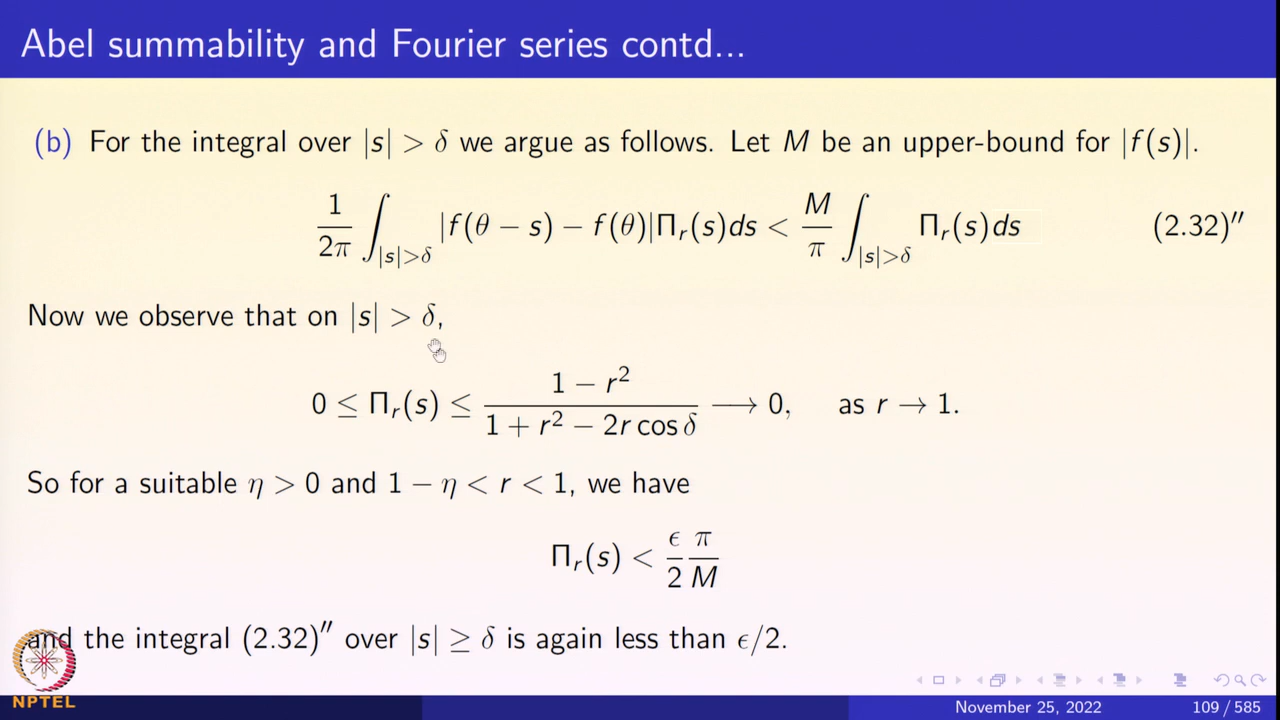 Abel summability and Fourier series contd...
(b) For the integral over |s| > δ we argue as follows. Let M be an upper-bound for |f(s)|.
1/2π ∫_{|s|>δ} |f(θ − s) − f(θ)|Π_r(s)ds < M/π ∫_{|s|>δ} Π_r(s)ds (2.32)″
Now we observe that on |s| > δ,
0 ≤ Π_r(s) ≤ (1 − r²)/(1 + r² − 2r cos δ) ⟶ 0, as r → 1.
So for a suitable η > 0 and 1 − η < r < 1, we have
Π_r(s) < ϵ/2 π/M
and the integral (2.32)″ over |s| ≥ δ is again less than ϵ/2.
NPTEL
November 25, 2022 109 / 585